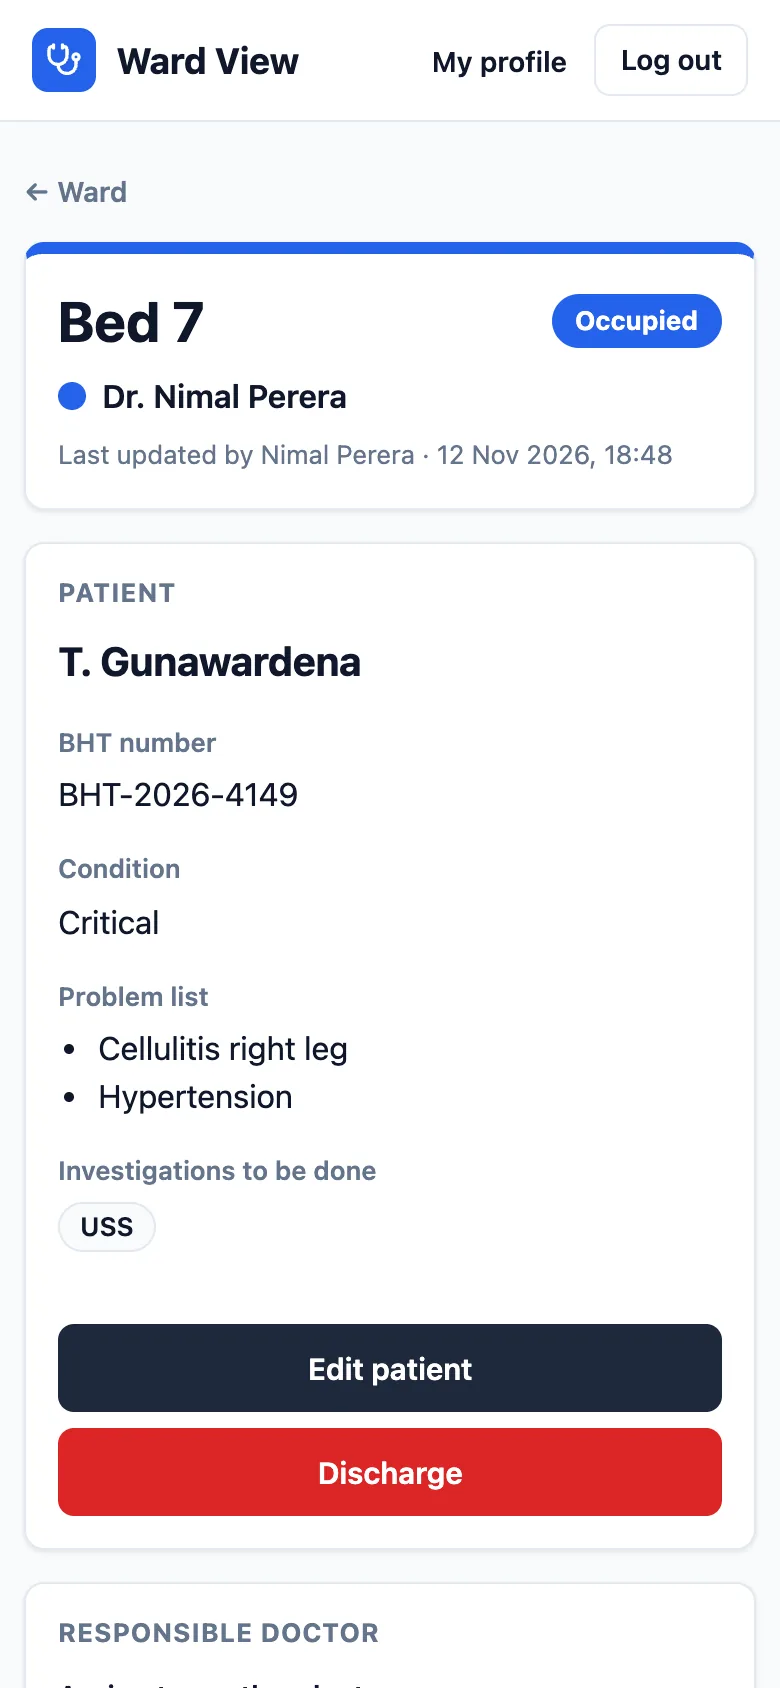 Ward View
My profile
Log out
← Ward
Bed 7
Occupied
Dr. Nimal Perera
Last updated by Nimal Perera · 12 Nov 2026, 18:48
PATIENT
T. Gunawardena
BHT number
BHT-2026-4149
Condition
Critical
Problem list
• Cellulitis right leg
• Hypertension
Investigations to be done
USS
Edit patient
Discharge
RESPONSIBLE DOCTOR